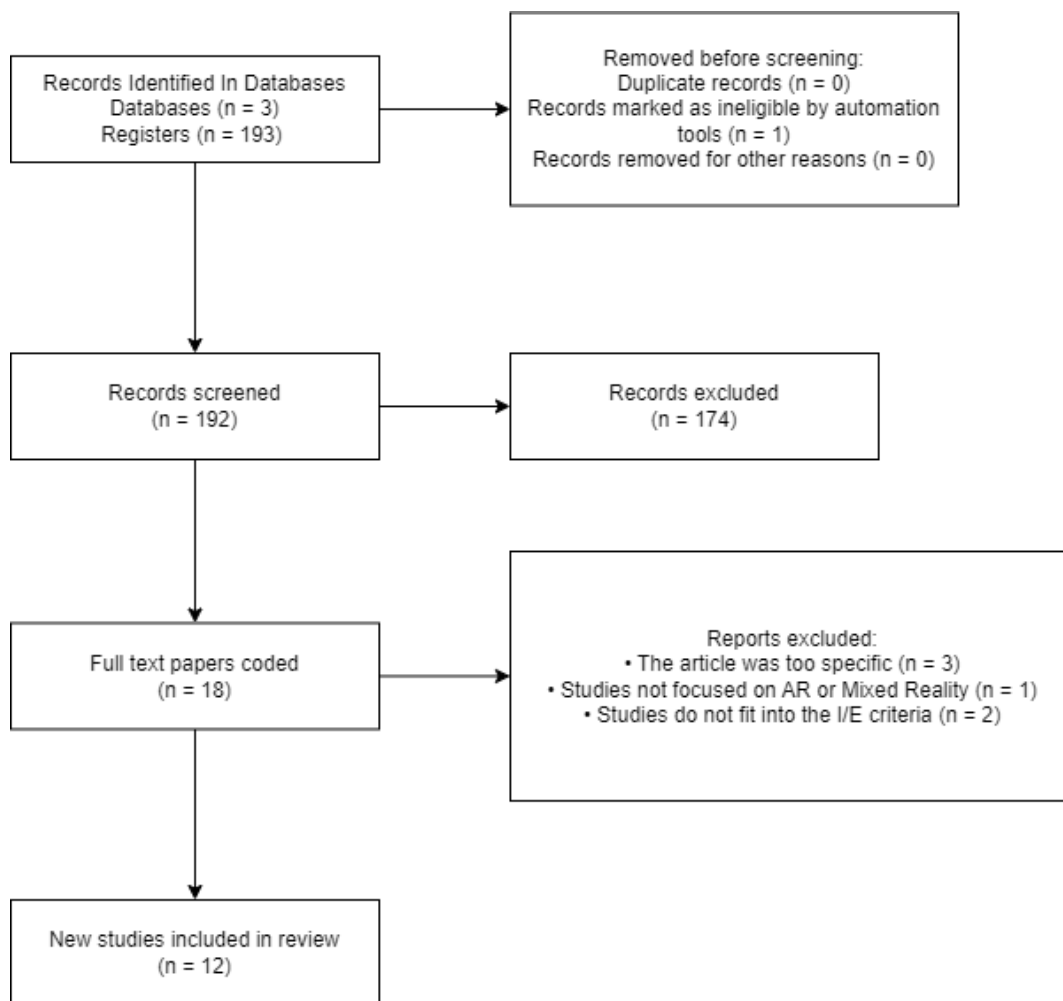 Records Identified In Databases
Databases (n = 3)
Registers (n = 193)
Removed before screening:
Duplicate records (n = 0)
Records marked as ineligible by automation
tools (n = 1)
Records removed for other reasons (n = 0)
Records screened
(n = 192)
Records excluded
(n = 174)
Full text papers coded
(n = 18)
Reports excluded:
• The article was too specific (n = 3)
• Studies not focused on AR or Mixed Reality (n = 1)
• Studies do not fit into the I/E criteria (n = 2)
New studies included in review
(n = 12)